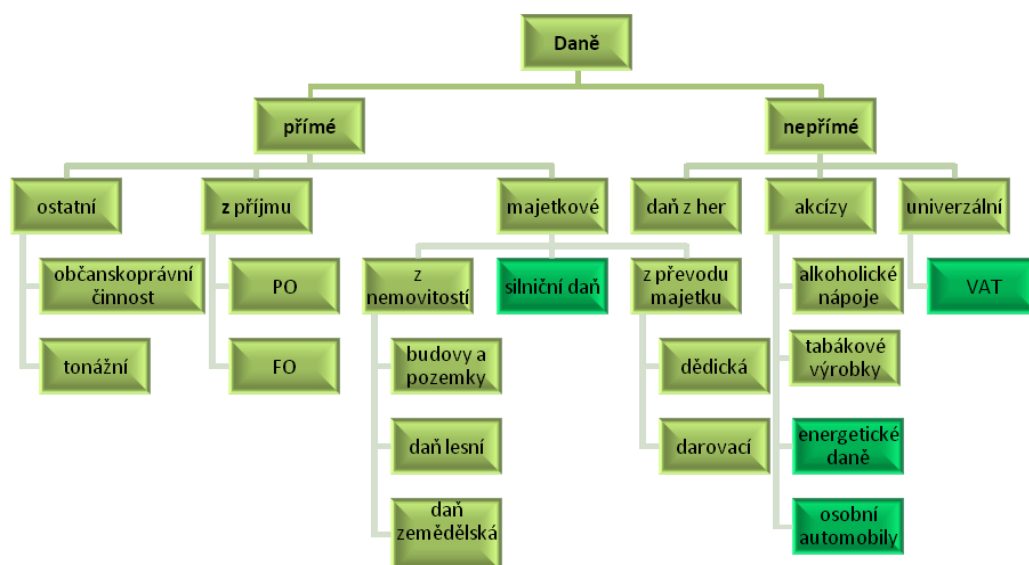 Daně
přímé
nepřímé
ostatní
z příjmu
majetkové
daň z her
akcízy
univerzální
občanskoprávní
činnost
PO
z
nemovitostí
silniční daň
z převodu
majetku
alkoholické
nápoje
VAT
tonážní
FO
budovy a
pozemky
dědická
tabákové
výrobky
daň lesní
darovací
energetické
daně
daň
zemědělská
osobní
automobily